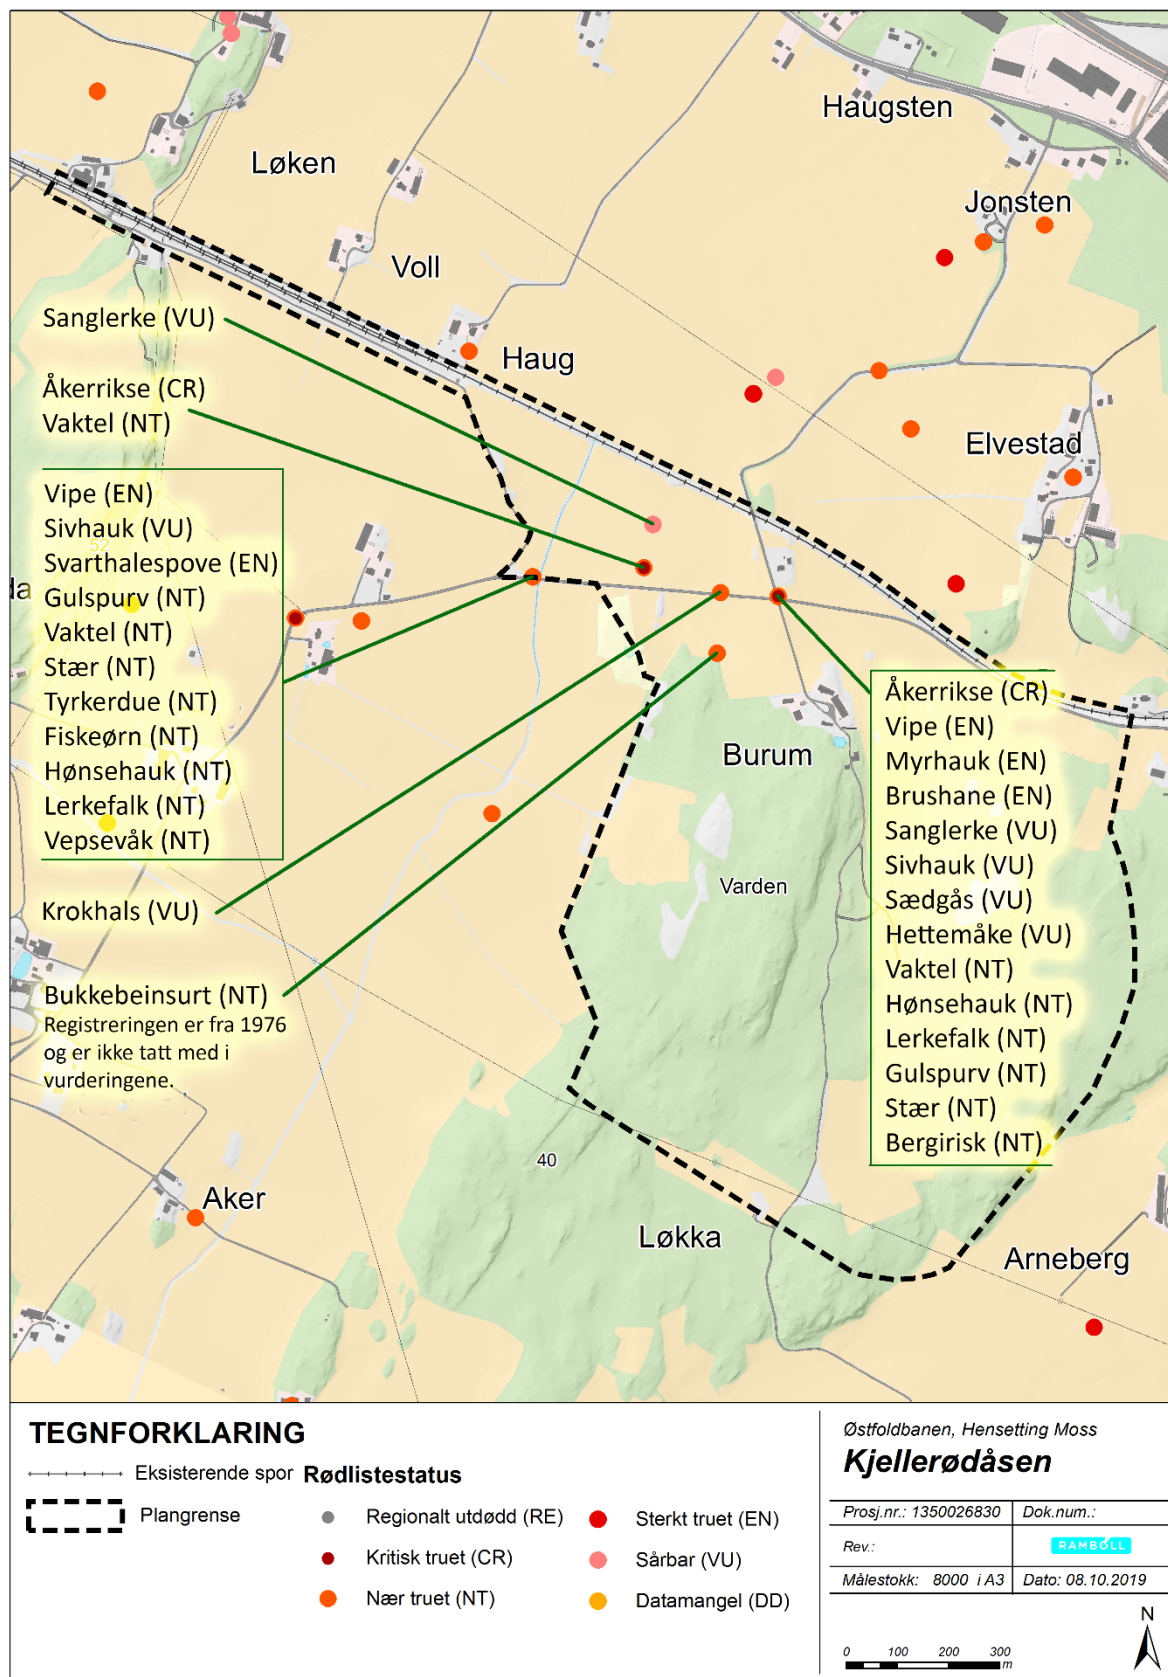 Haugsten
Løken
Jonsten
Voll
Sanglerke (VU)
Haug
Åkerrikse (CR)
Vaktel (NT)
Elvestad
Vipe (EN)
Sivhauk (VU)
52
Svarthalespove (EN)
da
Gulspurv (NT)
Vaktel (NT)
Stær (NT)
Tyrkerdue (NT)
Fiskeørn (NT)
Hønsehauk (NT)
Lerkefalk (NT)
Vepsevåk (NT)
Åkerrikse (CR)
Vipe (EN)
Myrhauk (EN)
Brushane (EN)
Sanglerke (VU)
Sivhauk (VU)
Sædgås (VU)
Hettemåke (VU)
Vaktel (NT)
Hønsehauk (NT)
Lerkefalk (NT)
Gulspurv (NT)
Stær (NT)
Bergirisk (NT)
Burum
Varden
Krokhals (VU)
Bukkebeinsurt (NT)
Registreringen er fra 1976
og er ikke tatt med i
vurderingene.
40
Aker
Løkka
Arneberg
TEGNFORKLARING
Eksisterende spor
Plangrense
Rødlistestatus
Regionalt utdødd (RE)
Kritisk truet (CR)
Nær truet (NT)
Sterkt truet (EN)
Sårbar (VU)
Datamangel (DD)
Østfoldbanen, Hensetting Moss
Kjellerødåsen
Prosj.nr.: 1350026830 Dok.num.:
Rev.: RAMBOLL
Målestokk: 8000 i A3 Dato: 08.10.2019
N
0 100 200 300
m